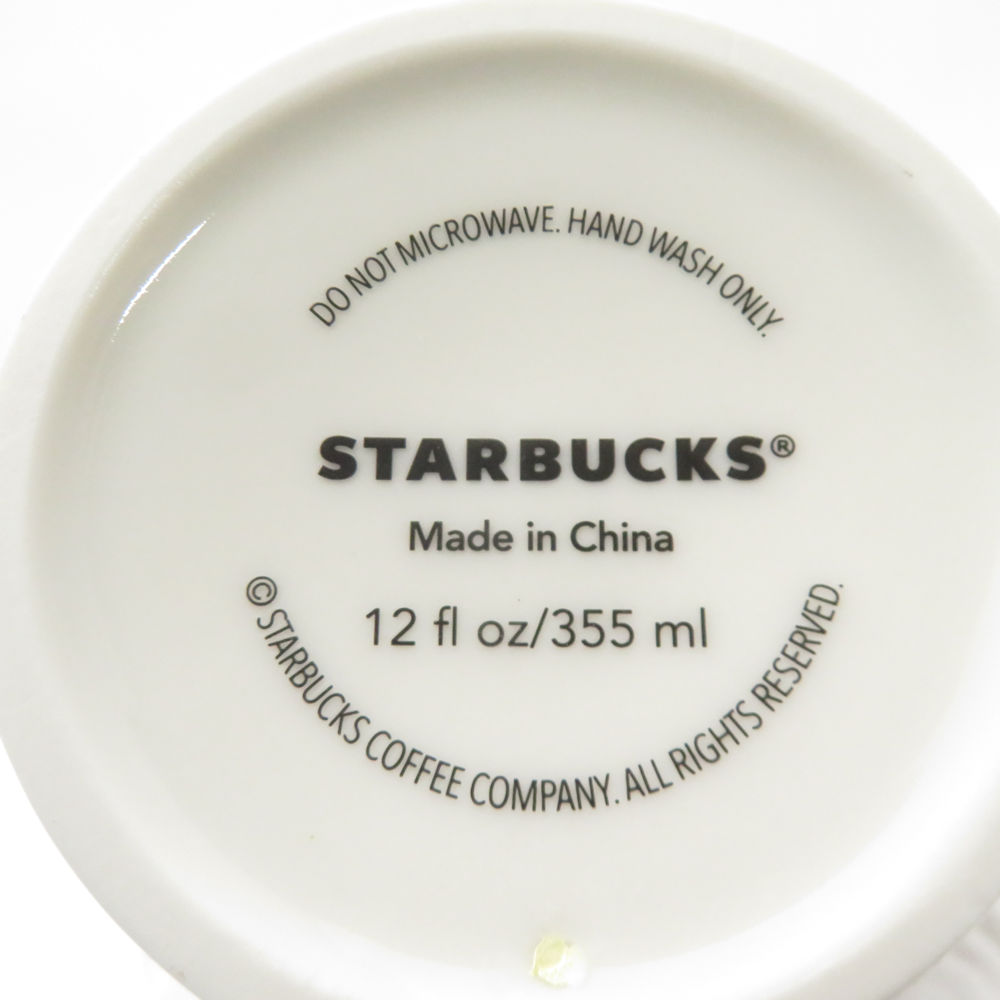 DO NOT MICROWAVE. HAND WASH ONLY.
STARBUCKS®
Made in China
12 fl oz/355 ml
© STARBUCKS COFFEE COMPANY. ALL RIGHTS RESERVED.